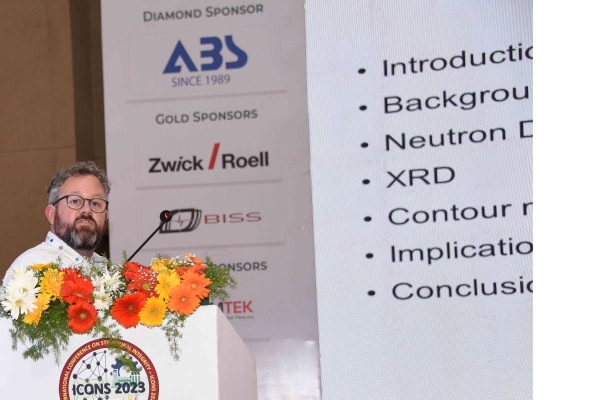 DIAMOND SPONSOR
ABS
SINCE 1989
GOLD SPONSORS
Zwick / Roell
BISS
SPONSORS
TEK
• Introductio
• Backgrou
• Neutron D
• XRD
• Contour
• Implicatio
• Conclusio
ICONS 2023